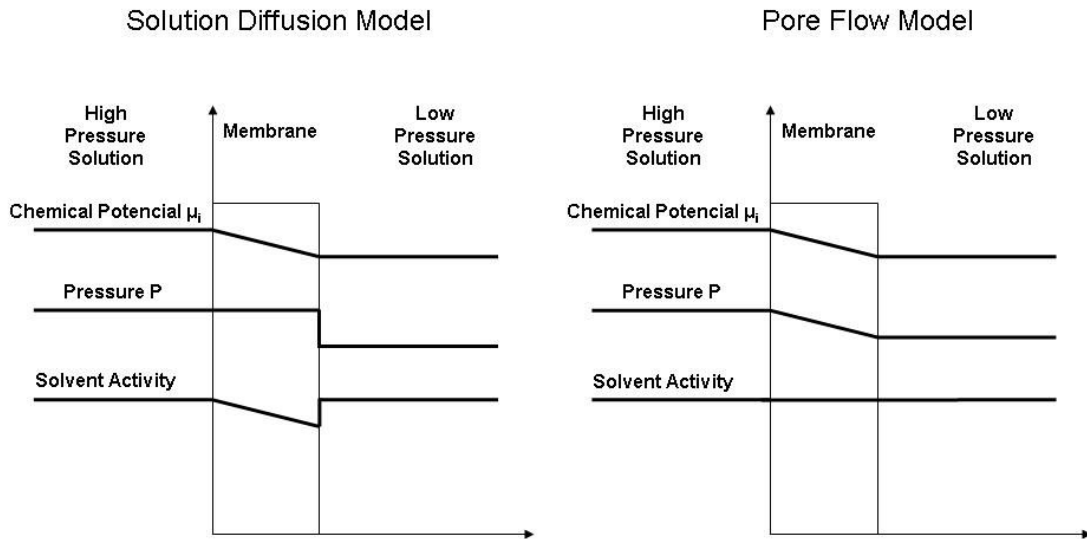 Solution Diffusion Model
High
Pressure
Solution
Membrane
Low
Pressure
Solution
Chemical Potencial μi
Pressure P
Solvent Activity
Pore Flow Model
High
Pressure
Solution
Membrane
Low
Pressure
Solution
Chemical Potencial μi
Pressure P
Solvent Activity